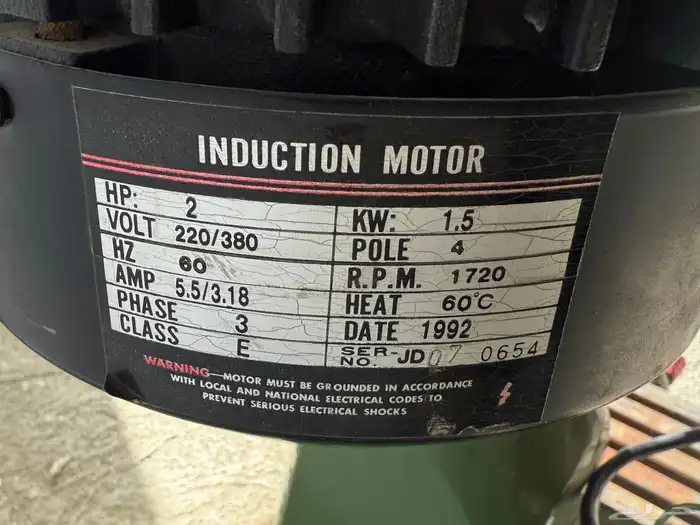 INDUCTION MOTOR
HP: 2 KW: 1.5
VOLT 220/380 POLE 4
HZ 60 R.P.M. 1720
AMP 5.5/3.18 HEAT 60°C
PHASE 3 DATE 1992
CLASS E SER-NO. JD07 0654
WARNING—MOTOR MUST BE GROUNDED IN ACCORDANCE
WITH LOCAL AND NATIONAL ELECTRICAL CODES TO
PREVENT SERIOUS ELECTRICAL SHOCKS